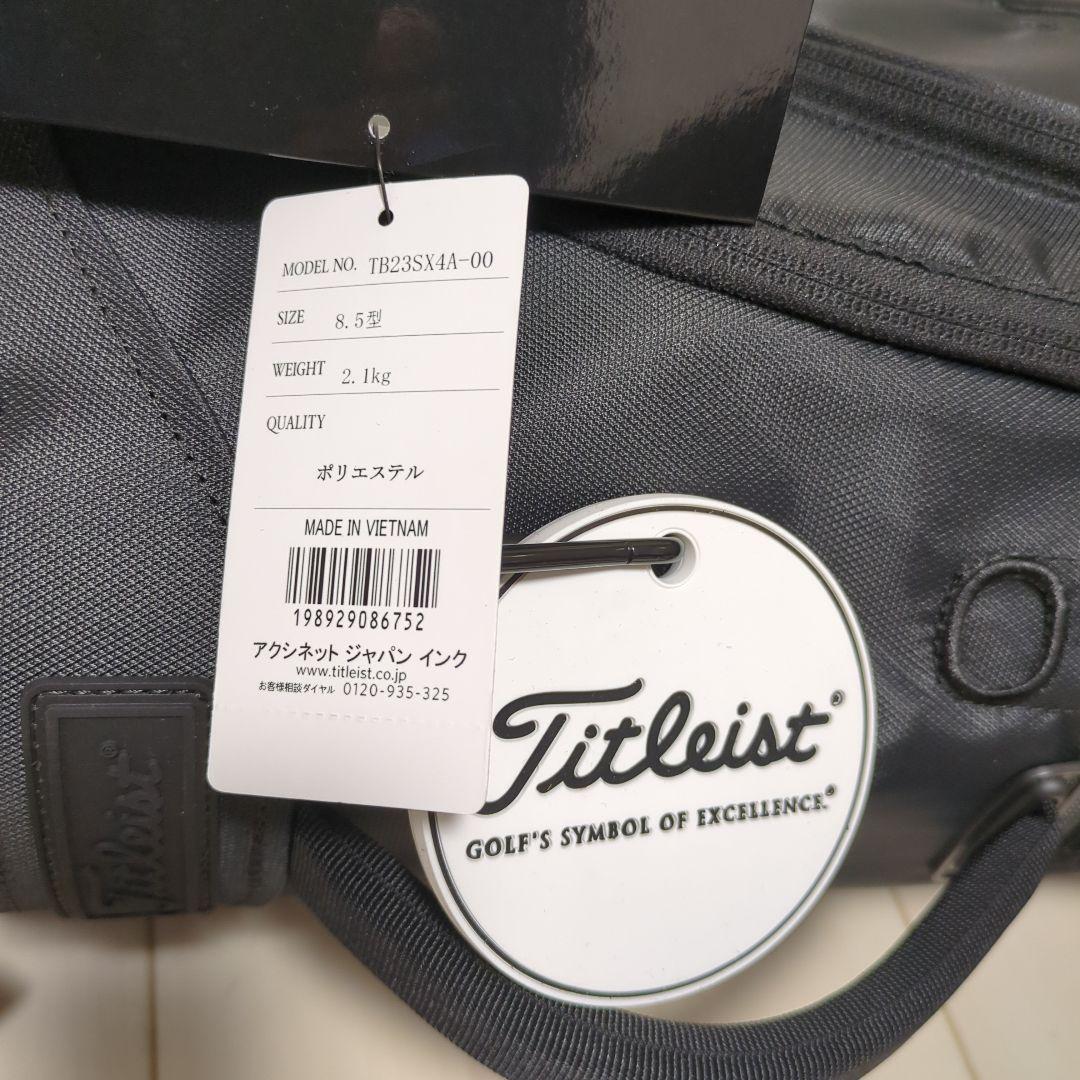 MODEL NO. TB23SX4A-00
SIZE 8.5型
WEIGHT 2.1kg
QUALITY
ポリエステル
MADE IN VIETNAM
198929086752
アクシネット ジャパン インク
www.titleist.co.jp
お客様相談ダイヤル 0120-935-325
Titleist®
GOLF'S SYMBOL OF EXCELLENCE.®
Titleist®